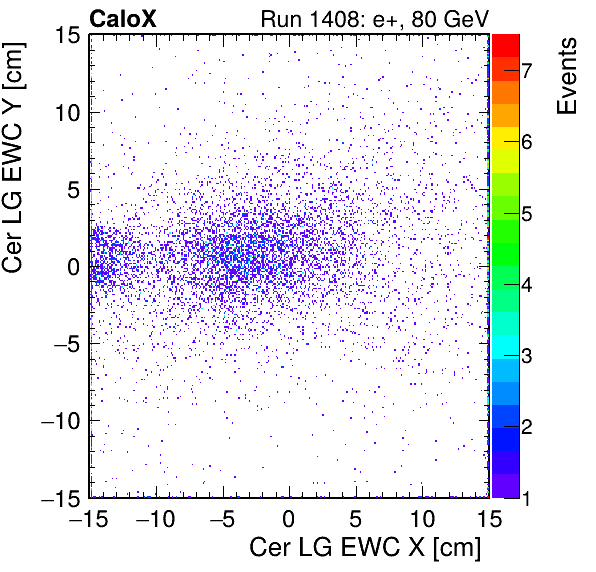 CaloX Run 1408: e+, 80 GeV
Events
Cer LG EWC Y [cm]
15
10
5
0
−5
−10
−15
−15 −10 −5 0 5 10 15
Cer LG EWC X [cm]
7
6
5
4
3
2
1